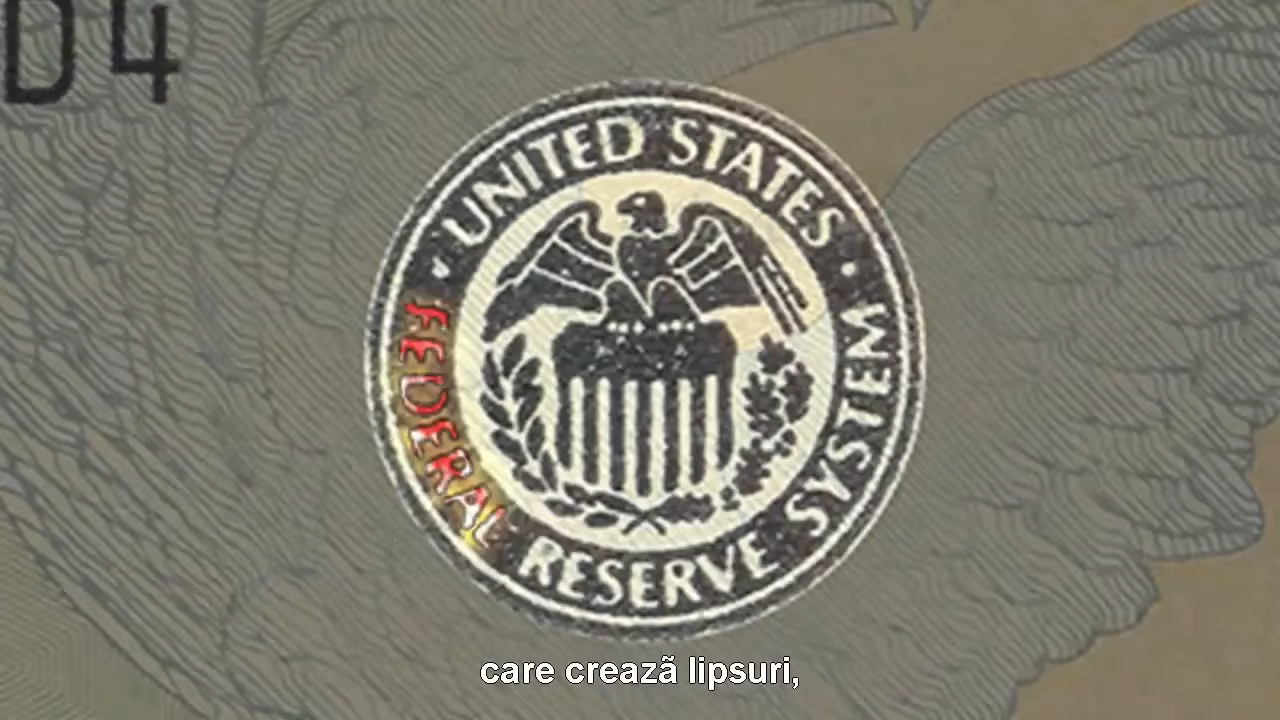 D4
UNITED STATES
FEDERAL RESERVE SYSTEM
care crează lipsuri,